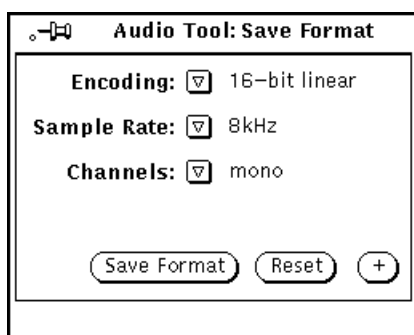 Audio Tool: Save Format
Encoding: 16-bit linear
Sample Rate: 8kHz
Channels: mono
Save Format Reset +